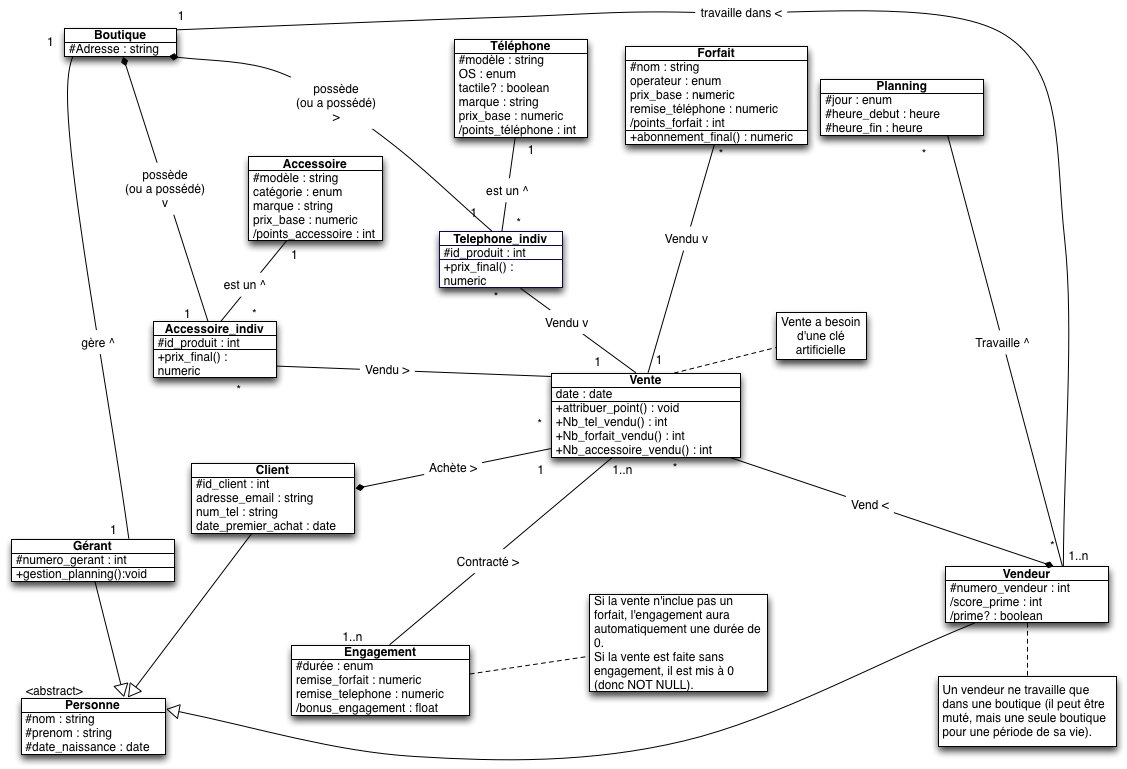 travaille dans <
1
1
Boutique
#Adresse : string
possède
(ou a possédé)
>
Téléphone
#modèle : string
OS : enum
tactile? : boolean
marque : string
prix_base : numeric
/points_téléphone : int
1
Forfait
#nom : string
operateur : enum
prix_base : numeric
remise_téléphone : numeric
/points_forfait : int
+abonnement_final() : numeric
*
Planning
#jour : enum
#heure_debut : heure
#heure_fin : heure
*
possède
(ou a possédé)
v
Accessoire
#modèle : string
catégorie : enum
marque : string
prix_base : numeric
/points_accessoire : int
1
est un ^
1
*
Telephone_indiv
#id_produit : int
+prix_final() :
numeric
*
Vendu v
est un ^
1
*
Accessoire_indiv
#id_produit : int
+prix_final() :
numeric
*
gère ^
Vendu v
1
1
Vente a besoin
d'une clé
artificielle
Travaille ^
Vendu >
Vente
date : date
+attribuer_point() : void
+Nb_tel_vendu() : int
+Nb_forfait_vendu() : int
+Nb_accessoire_vendu() : int
*
1
1..n
*
Achète >
Client
#id_client : int
adresse_email : string
num_tel : string
date_premier_achat : date
Vend <
1
Gérant
#numero_gerant : int
+gestion_planning():void
Contracté >
*
1..n
Vendeur
#numero_vendeur : int
/score_prime : int
/prime? : boolean
1..n
Engagement
#durée : enum
remise_forfait : numeric
remise_telephone : numeric
/bonus_engagement : float
Si la vente n'inclue pas un
forfait, l'engagement aura
automatiquement une durée de
0.
Si la vente est faite sans
engagement, il est mis à 0
(donc NOT NULL).
<abstract>
Personne
#nom : string
#prenom : string
#date_naissance : date
Un vendeur ne travaille que
dans une boutique (il peut être
muté, mais une seule boutique
pour une période de sa vie).